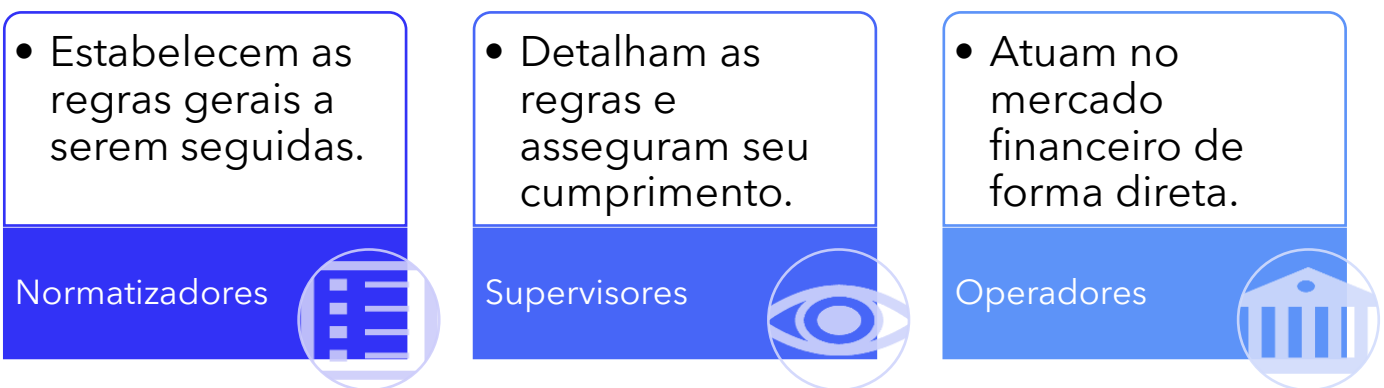 • Estabelecem as
regras gerais a
serem seguidas.
Normatizadores
• Detalham as
regras e
asseguram seu
cumprimento.
Supervisores
• Atuam no
mercado
financeiro de
forma direta.
Operadores